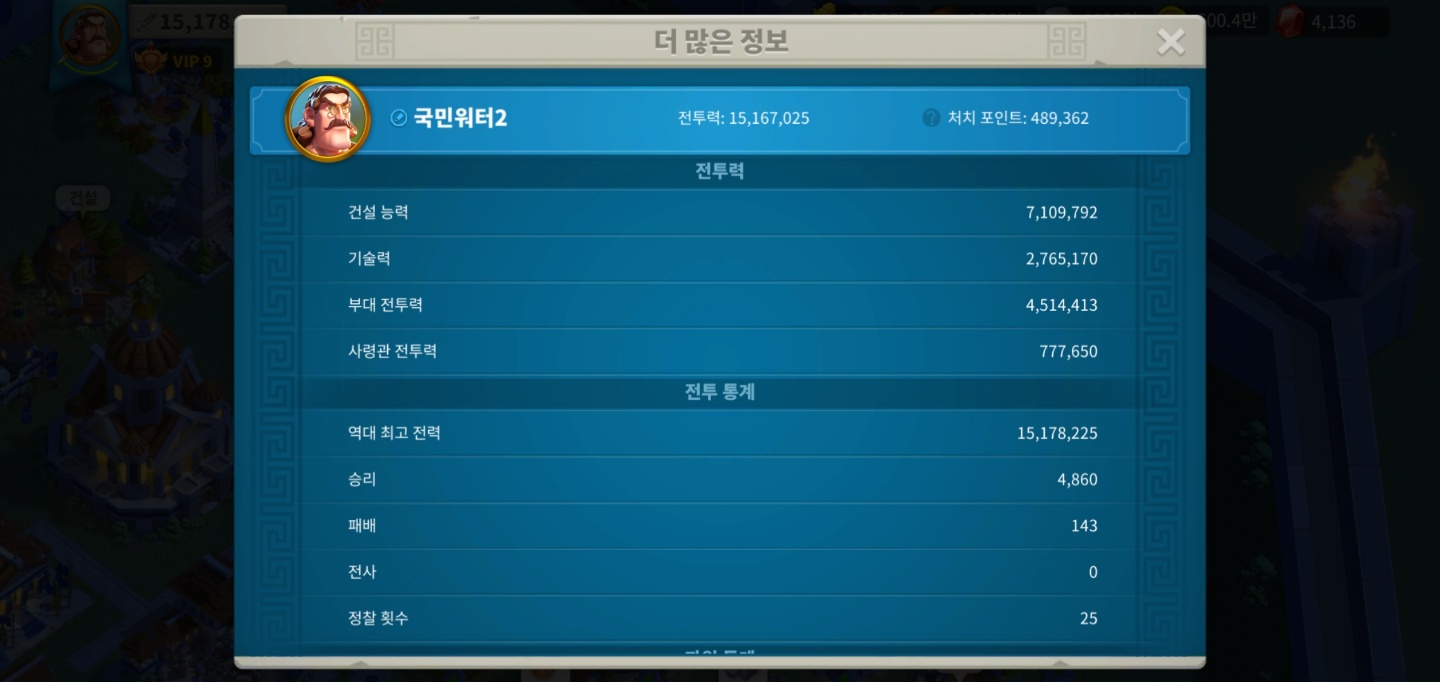 15,178
더 많은 정보
00.4만
4,136
VIP 9
국민워터2
전투력: 15,167,025
? 처치 포인트: 489,362
전투력
건설
건설 능력 7,109,792
기술력 2,765,170
부대 전투력 4,514,413
사령관 전투력 777,650
전투 통계
역대 최고 전력 15,178,225
승리 4,860
패배 143
전사 0
정찰 횟수 25